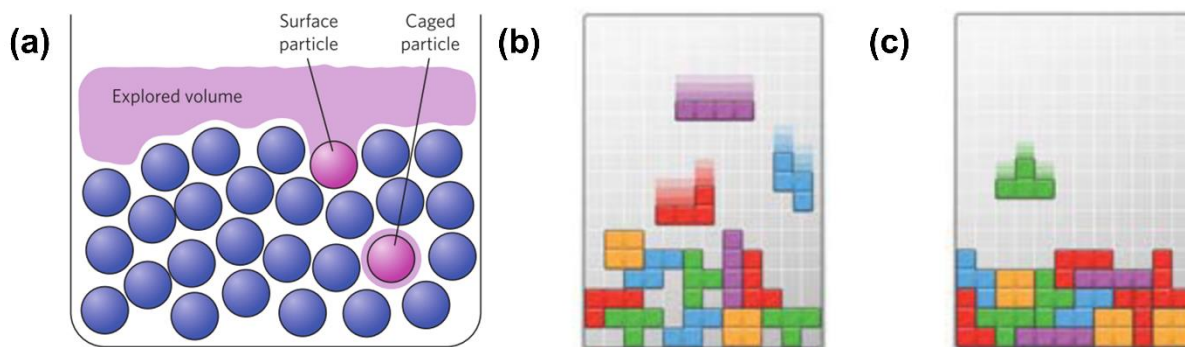 (a)
Surface
particle
Caged
particle
Explored volume
(b)
(c)